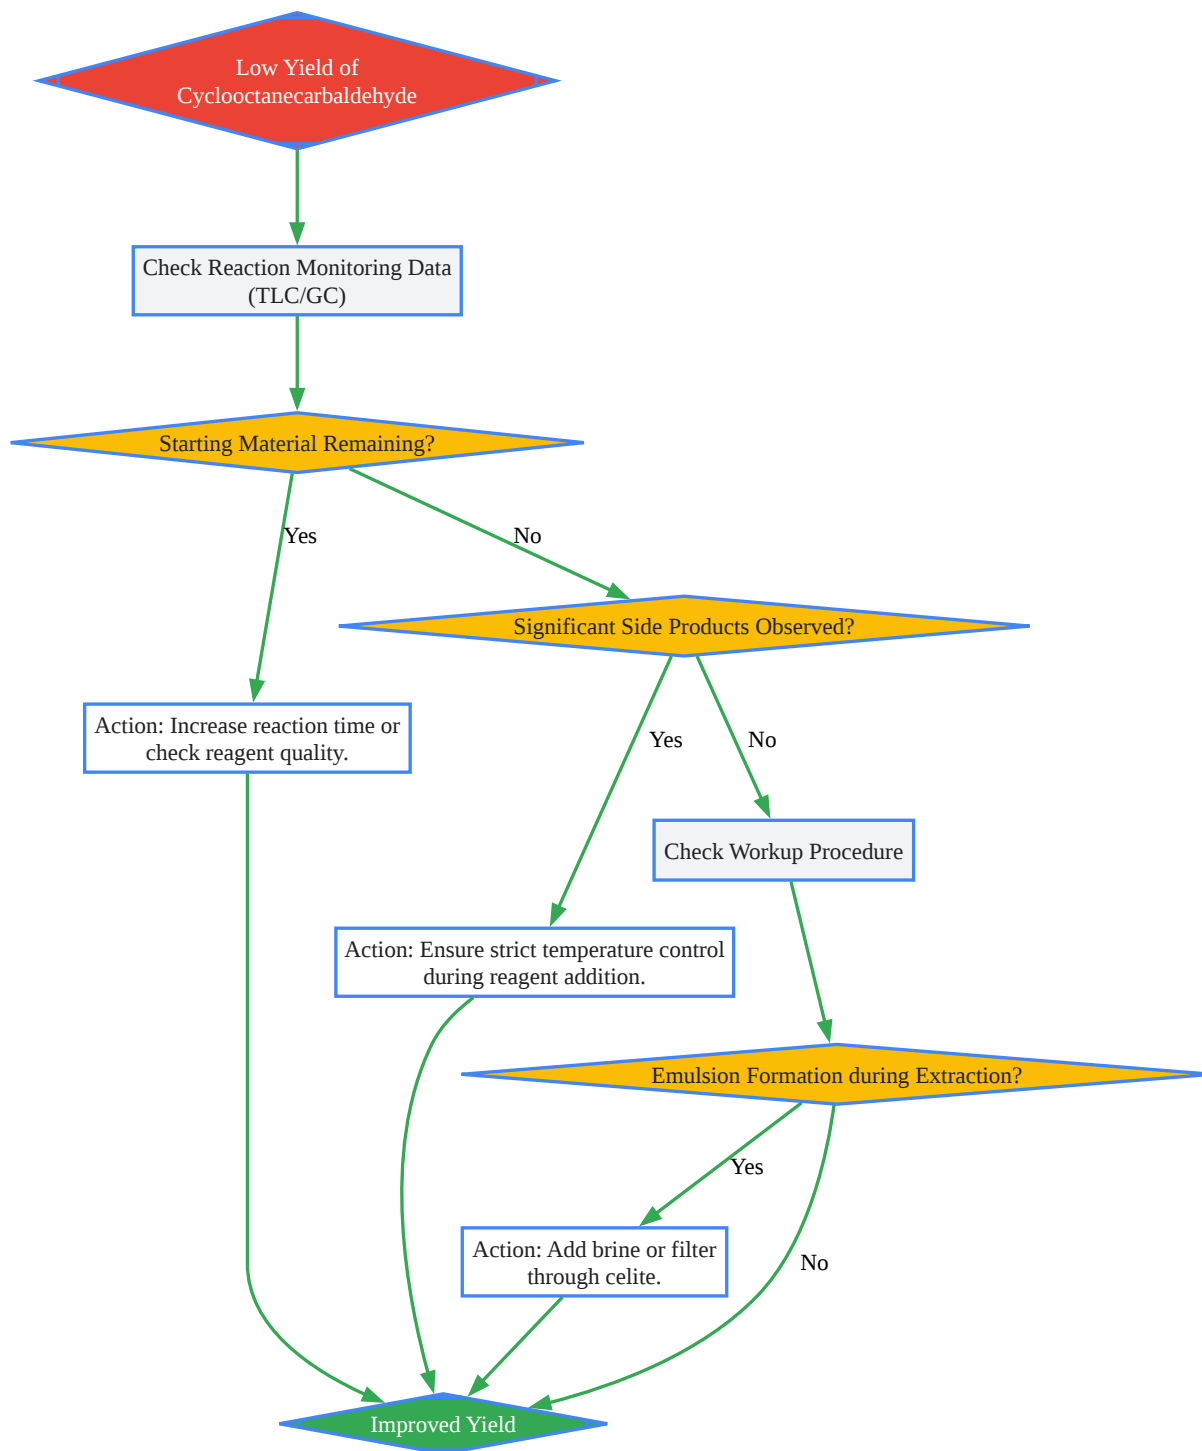 Low Yield of
Cyclooctanecarbaldehyde
Check Reaction Monitoring Data
(TLC/GC)
Starting Material Remaining?
Yes
No
Significant Side Products Observed?
Action: Increase reaction time or
check reagent quality.
Yes
No
Check Workup Procedure
Action: Ensure strict temperature control
during reagent addition.
Emulsion Formation during Extraction?
Yes
Action: Add brine or filter
through celite.
No
Improved Yield